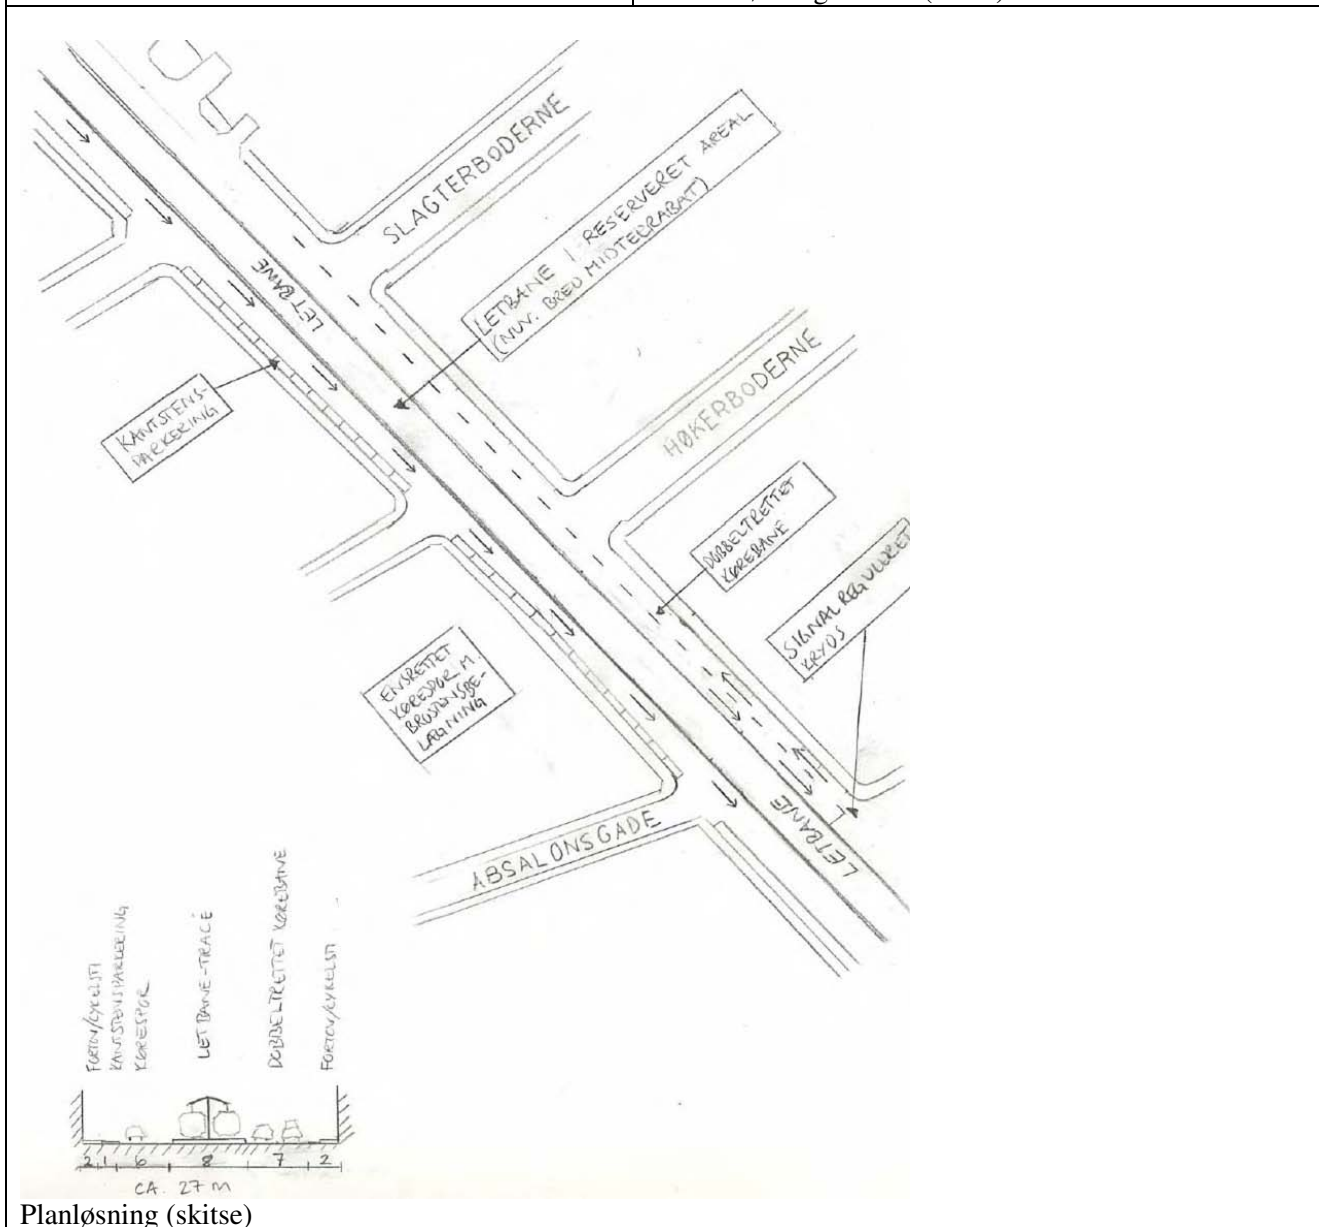 SLAGTERBODERNE
LETBANE I RESERVERET AREAL
(NUV. BRED MIDTERRABAT)
LETBANE
KANTSTENS-
PARKERING
HØKERBODERNE
DOBBELTRETTET
KØREBANE
SIGNALREGULERET
KRYDS
ENSRETTET
KØRESPOR M.
BROSTENSBE-
LÆGNING
LETBANE
ABSALONSGADE
FORTOV/CYKELSTI
KANTSTENSPARKERING
KØRESPOR
LETBANE-TRACÉ
DOBBELTRETTET KØREBANE
FORTOV/CYKELSTI
2 1 6 8 7 2
CA. 27 M
Planløsning (skitse)